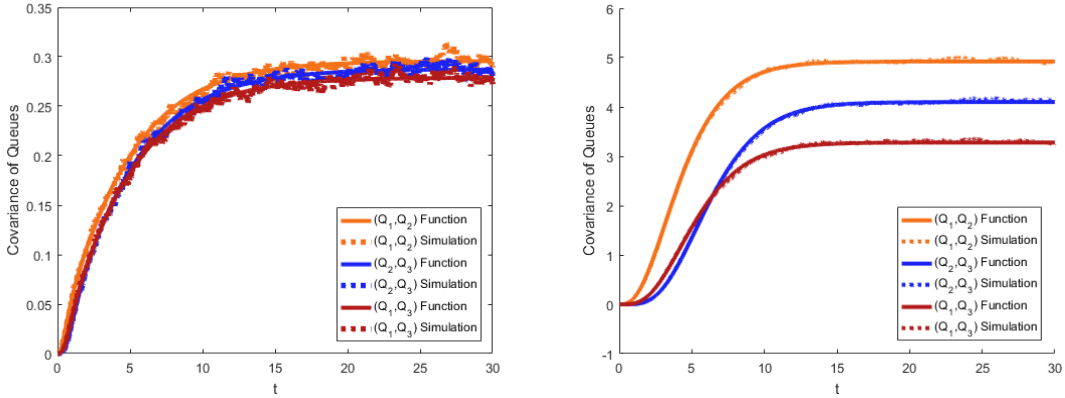 0.35
0.3
0.25
0.2
0.15
0.1
0.05
0
Covariance of Queues
0 5 10 15 20 25 30
t
(Q1,Q2) Function
(Q1,Q2) Simulation
(Q2,Q3) Function
(Q2,Q3) Simulation
(Q1,Q3) Function
(Q1,Q3) Simulation
6
5
4
3
2
1
0
-1
Covariance of Queues
0 5 10 15 20 25 30
t
(Q1,Q2) Function
(Q1,Q2) Simulation
(Q2,Q3) Function
(Q2,Q3) Simulation
(Q1,Q3) Function
(Q1,Q3) Simulation